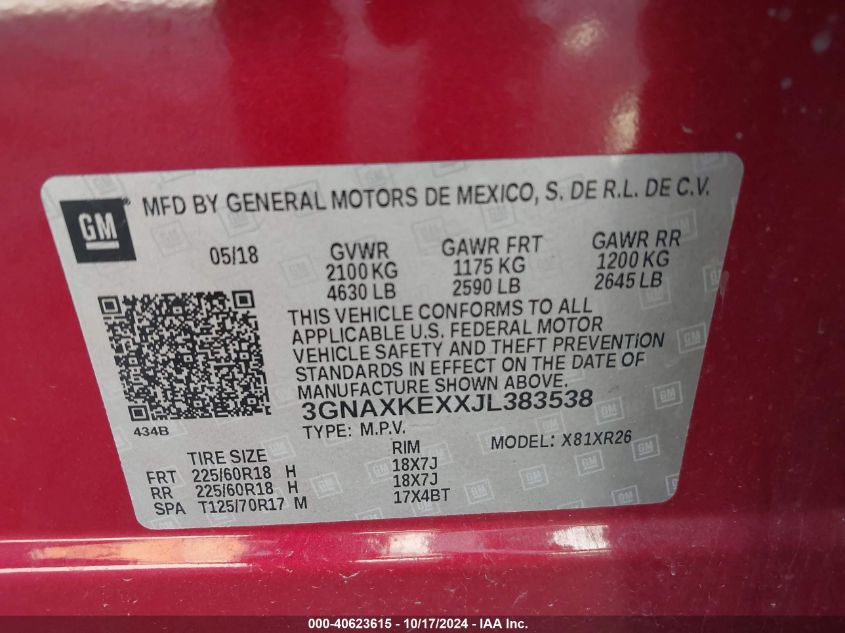 GM
MFD BY GENERAL MOTORS DE MEXICO, S. DE R.L. DE C.V.
05/18 GVWR GAWR FRT GAWR RR
2100 KG 1175 KG 1200 KG
4630 LB 2590 LB 2645 LB
THIS VEHICLE CONFORMS TO ALL
APPLICABLE U.S. FEDERAL MOTOR
VEHICLE SAFETY AND THEFT PREVENTION
STANDARDS IN EFFECT ON THE DATE OF
MANUFACTURE SHOWN ABOVE.
3GNAXKEXXJL383538
434B
TYPE: M.P.V. MODEL: X81XR26
TIRE SIZE RIM
FRT 225/60R18 H 18X7J
RR 225/60R18 H 18X7J
SPA T125/70R17 M 17X4BT
000-40623615 - 10/17/2024 - IAA Inc.